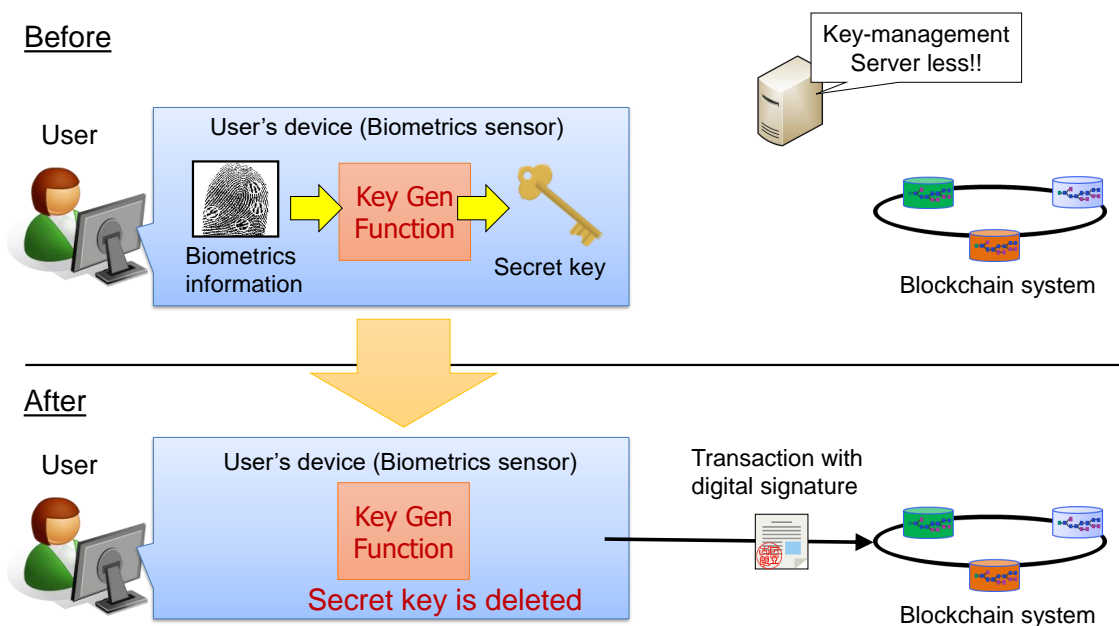 Before
Key-management
Server less!!
User
User's device (Biometrics sensor)
Key Gen
Function
Biometrics
information
Secret key
Blockchain system
After
User
User's device (Biometrics sensor)
Key Gen
Function
Secret key is deleted
Transaction with
digital signature
Blockchain system